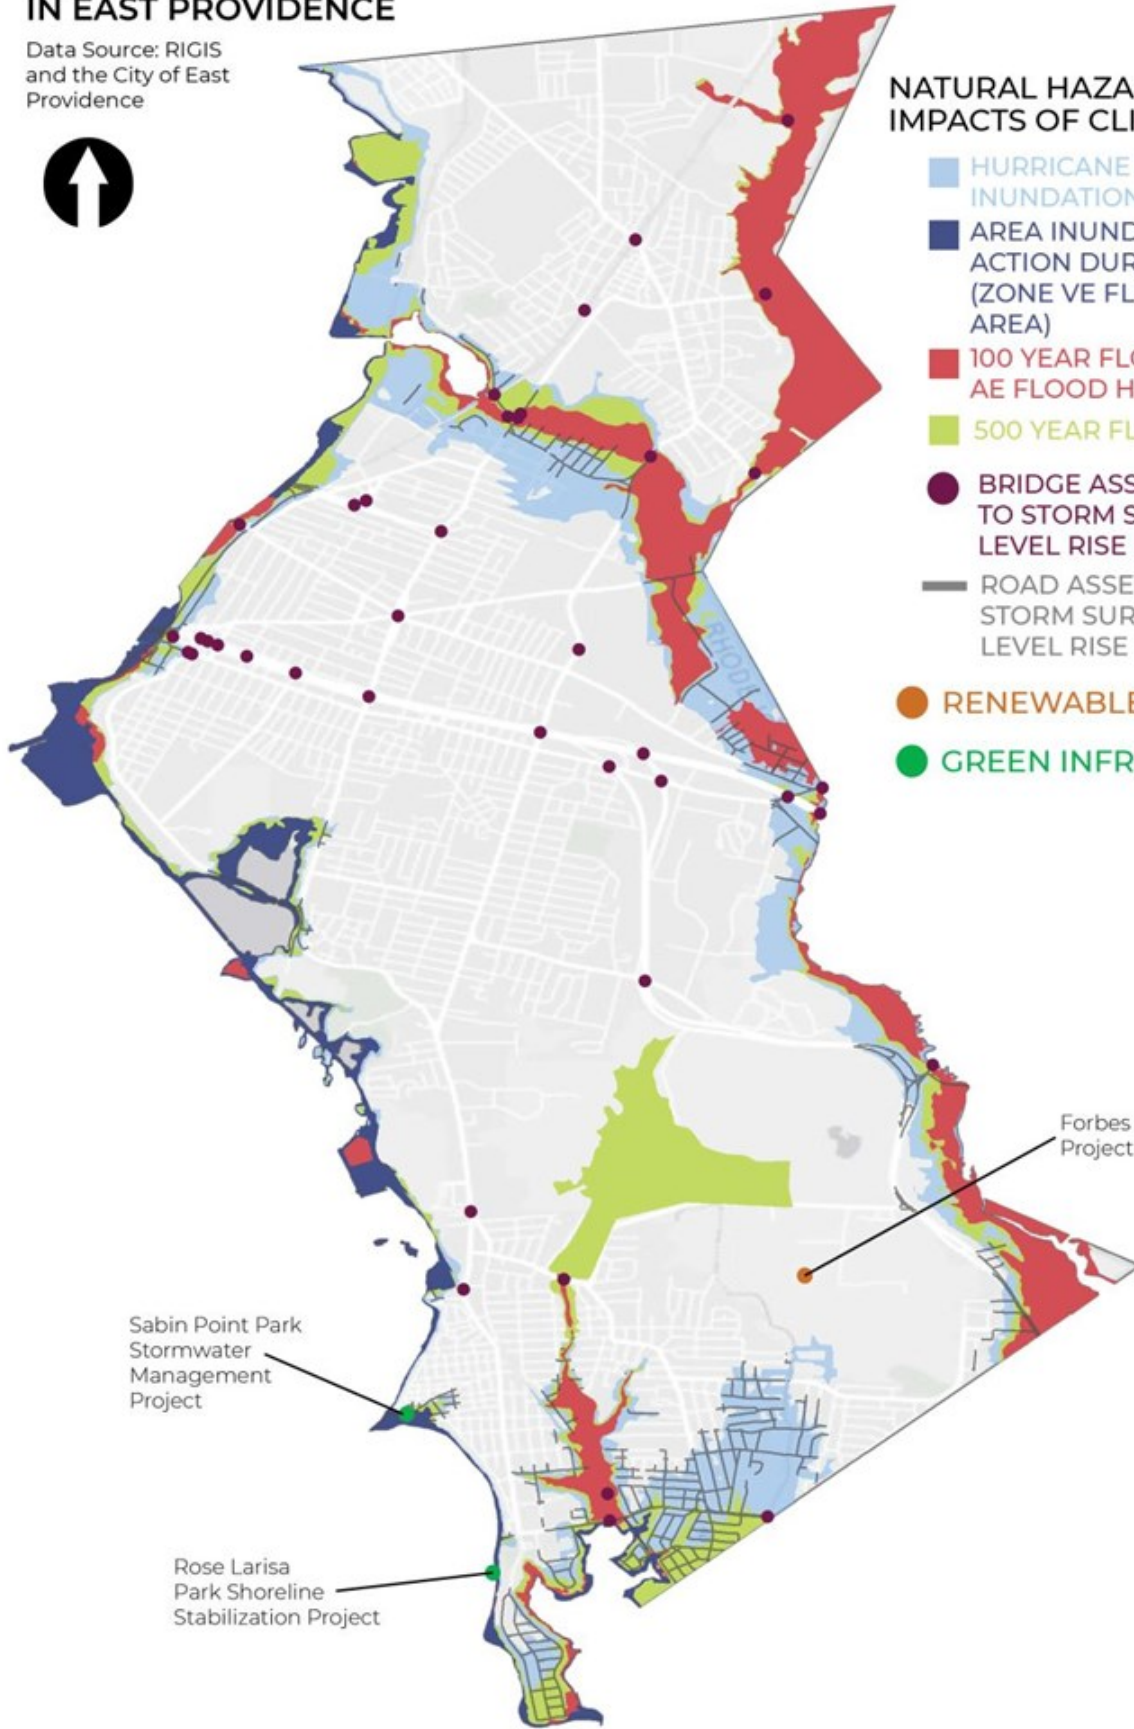 IN EAST PROVIDENCE
Data Source: RIGIS
and the City of East
Providence
NATURAL HAZA
IMPACTS OF CLI
HURRICANE
INUNDATION
AREA INUND
ACTION DUR
(ZONE VE FL
AREA)
100 YEAR FLO
AE FLOOD H
500 YEAR FL
BRIDGE ASS
TO STORM S
LEVEL RISE
ROAD ASSE
STORM SUR
LEVEL RISE
RENEWABLE
GREEN INFR
RHODE
Forbes
Project
Sabin Point Park
Stormwater
Management
Project
Rose Larisa
Park Shoreline
Stabilization Project